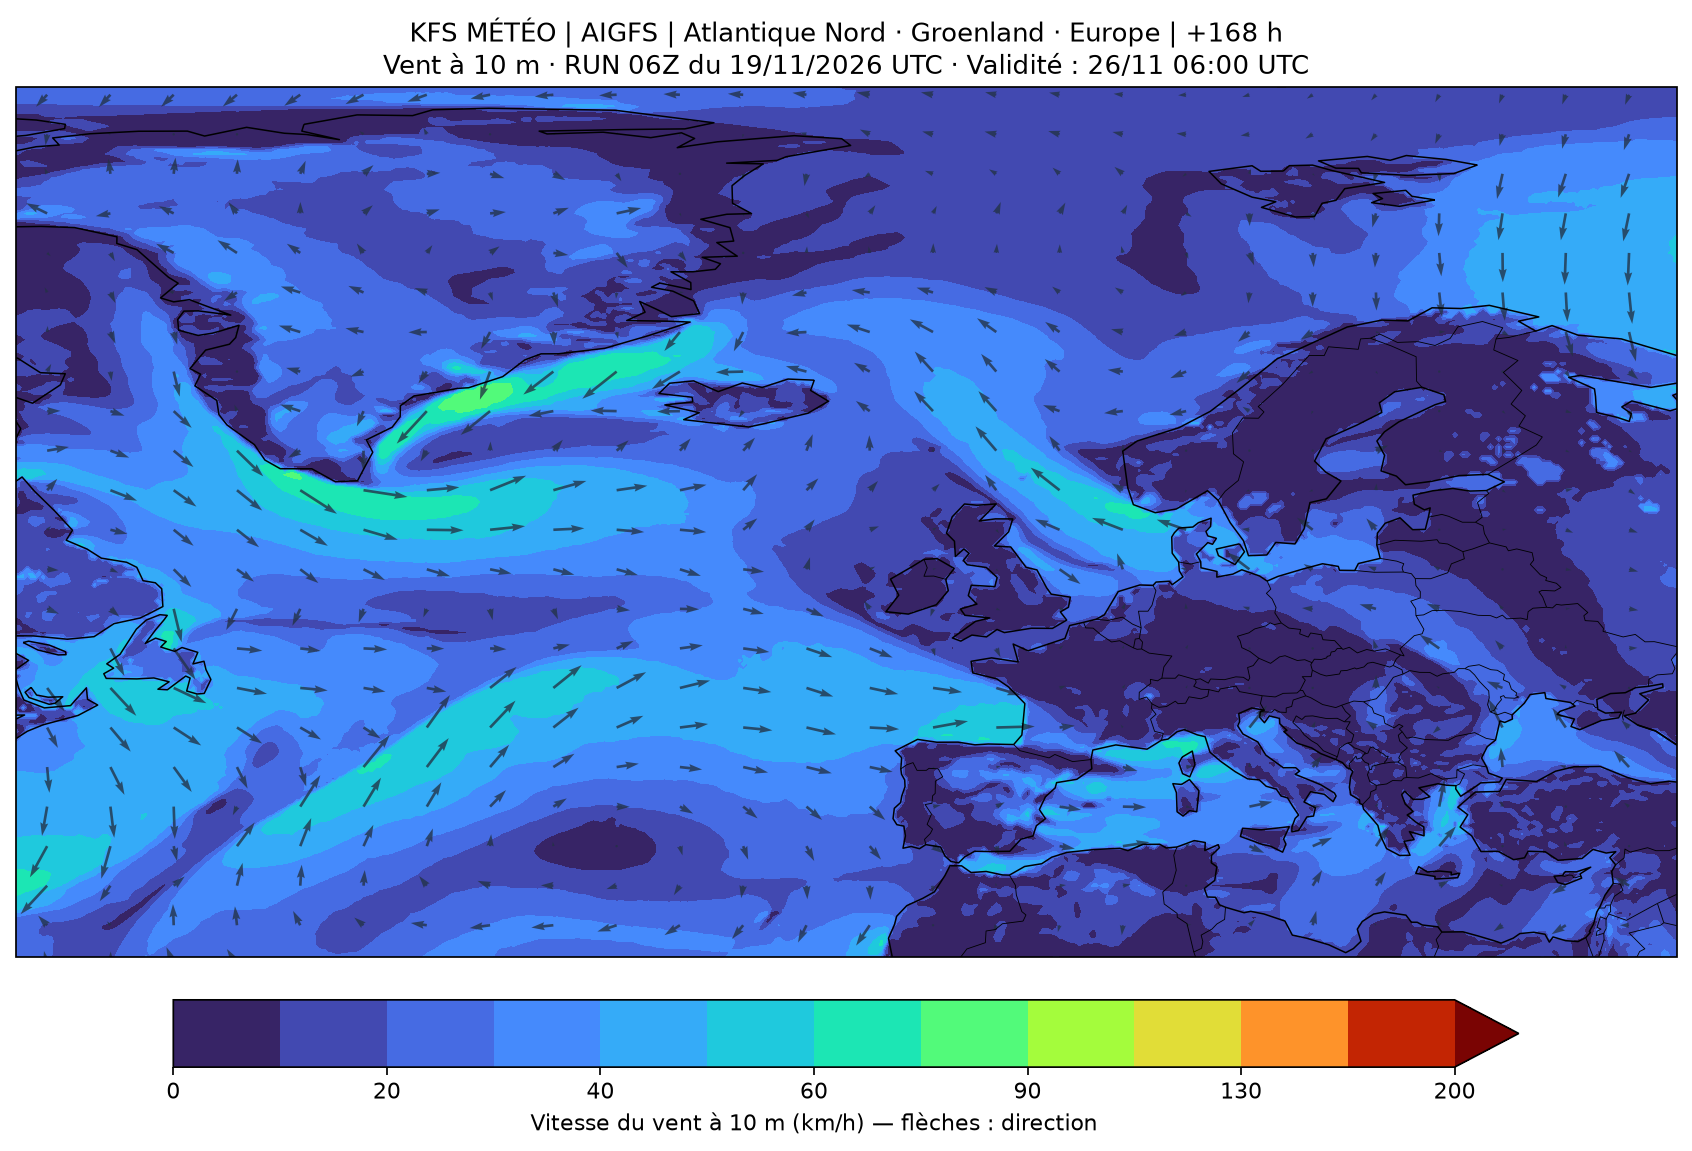 KFS MÉTÉO | AIGFS | Atlantique Nord · Groenland · Europe | +168 h
Vent à 10 m · RUN 06Z du 19/11/2026 UTC · Validité : 26/11 06:00 UTC
0 20 40 60 90 130 200
Vitesse du vent à 10 m (km/h) — flèches : direction